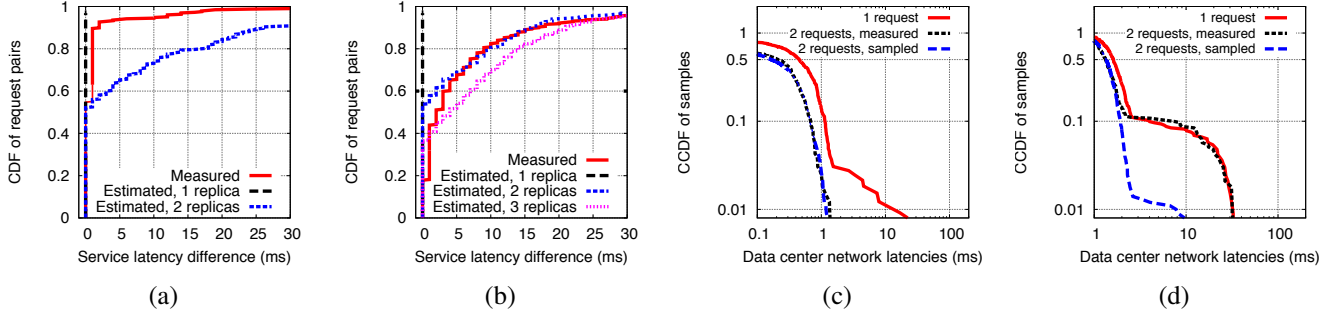 CDF of request pairs
1
0.8
0.6
0.4
0.2
0
Measured
Estimated, 1 replica
Estimated, 2 replicas
0 5 10 15 20 25 30
Service latency difference (ms)
(a)
CDF of request pairs
1
0.8
0.6
0.4
0.2
0
Measured
Estimated, 1 replica
Estimated, 2 replicas
Estimated, 3 replicas
0 5 10 15 20 25 30
Service latency difference (ms)
(b)
1 request
2 requests, measured
2 requests, sampled
CCDF of samples
1
0.5
0.1
0.01
0.1 1 10 100
Data center network latencies (ms)
(c)
1 request
2 requests, measured
2 requests, sampled
CCDF of samples
1
0.5
0.1
0.01
1 10 100
Data center network latencies (ms)
(d)